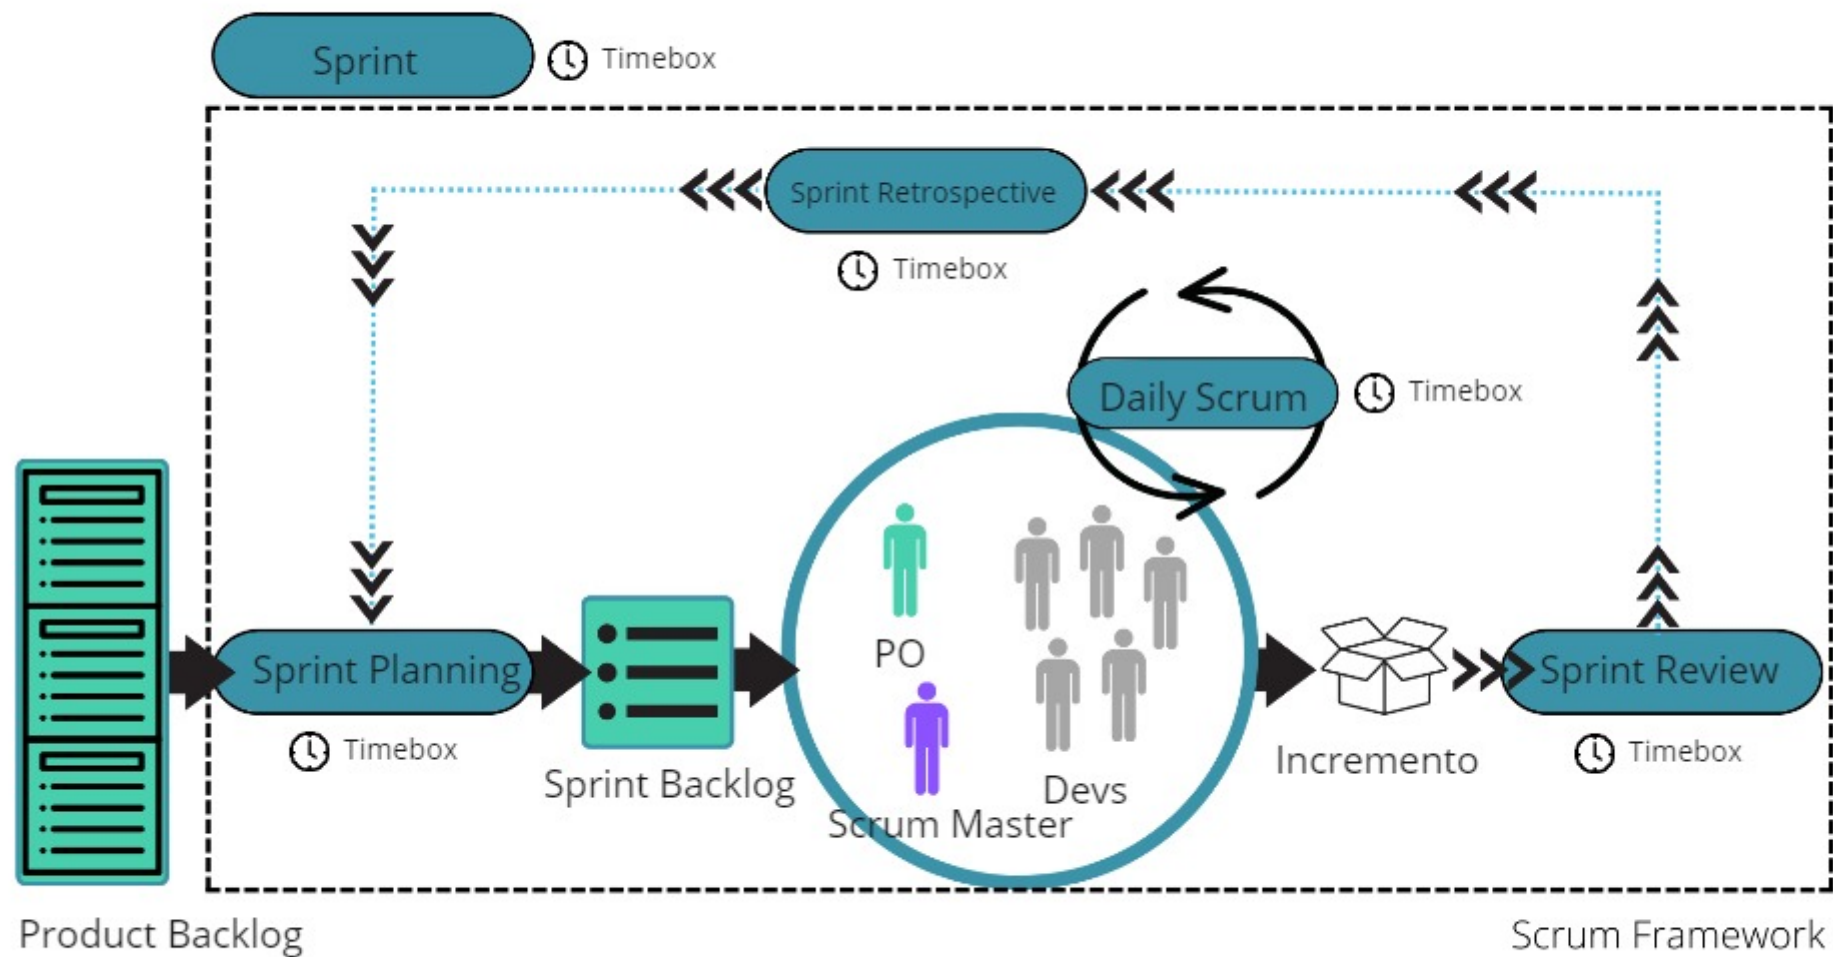 Sprint
Timebox
Sprint Retrospective
Timebox
Daily Scrum
Timebox
PO
Sprint Planning
Sprint Review
Timebox
Timebox
Sprint Backlog
Devs
Incremento
Scrum Master
Product Backlog
Scrum Framework